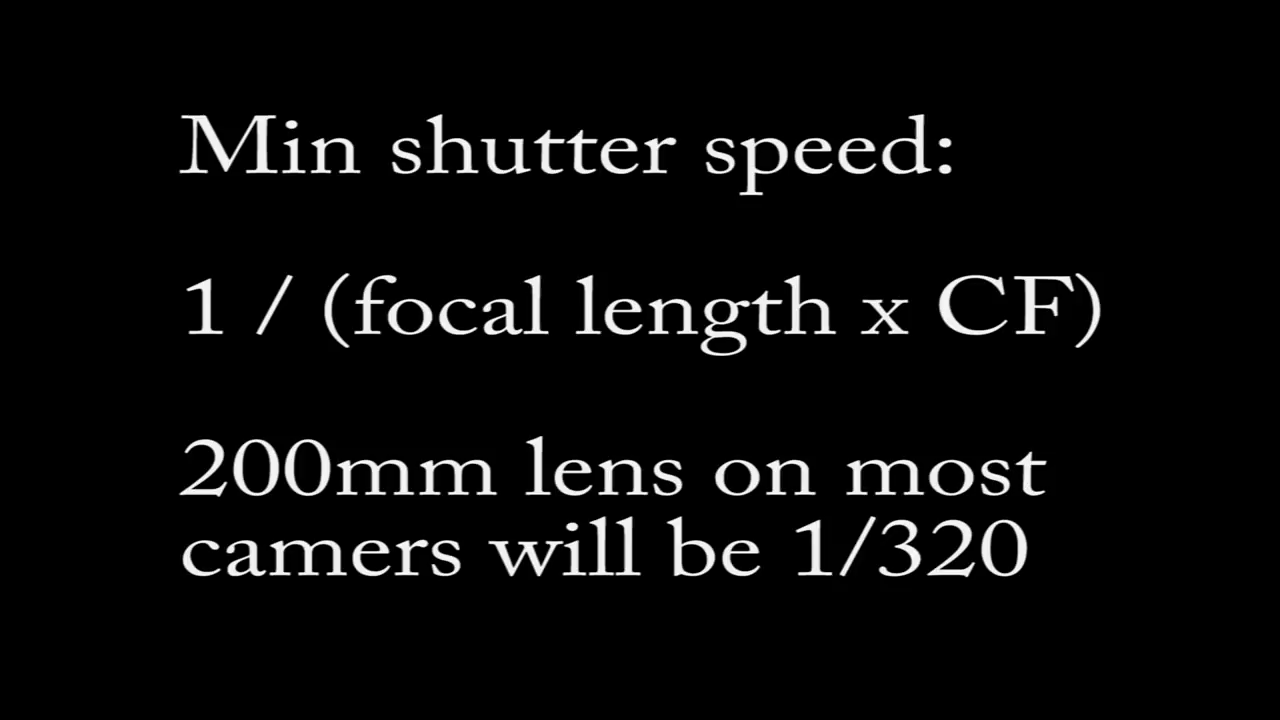 Min shutter speed:
1 / (focal length x CF)
200mm lens on most
camers will be 1/320